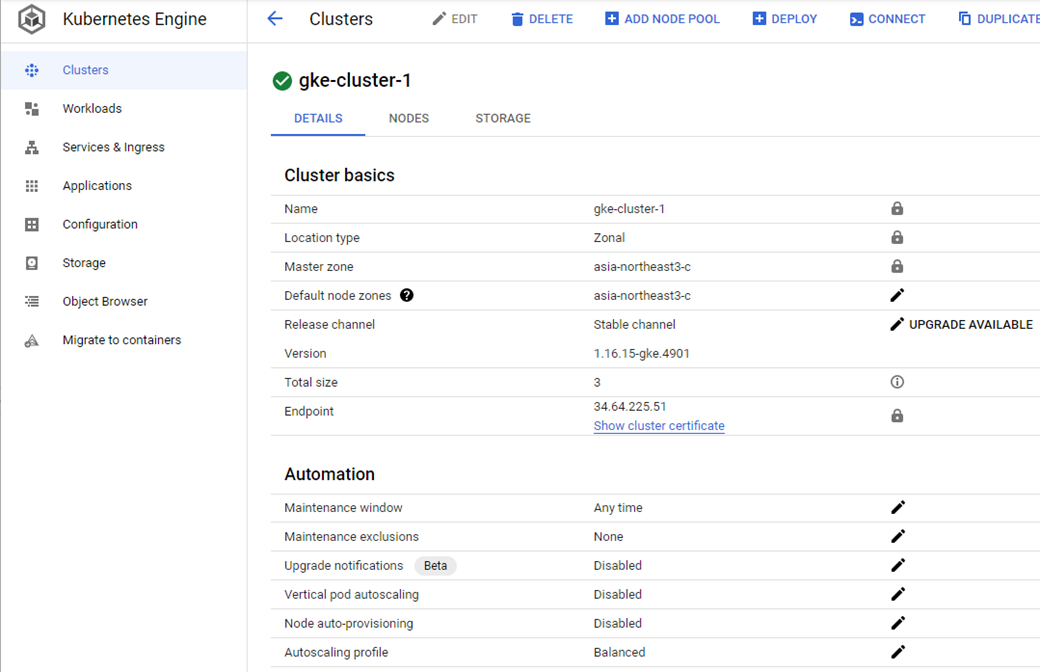 Kubernetes Engine
Clusters
EDIT
DELETE
ADD NODE POOL
DEPLOY
CONNECT
DUPLICATE
Clusters
Workloads
Services & Ingress
Applications
Configuration
Storage
Object Browser
Migrate to containers
gke-cluster-1
DETAILS
NODES
STORAGE
Cluster basics
Name gke-cluster-1
Location type Zonal
Master zone asia-northeast3-c
Default node zones ? asia-northeast3-c
Release channel Stable channel UPGRADE AVAILABLE
Version 1.16.15-gke.4901
Total size 3
Endpoint 34.64.225.51
Show cluster certificate
Automation
Maintenance window Any time
Maintenance exclusions None
Upgrade notifications Beta Disabled
Vertical pod autoscaling Disabled
Node auto-provisioning Disabled
Autoscaling profile Balanced